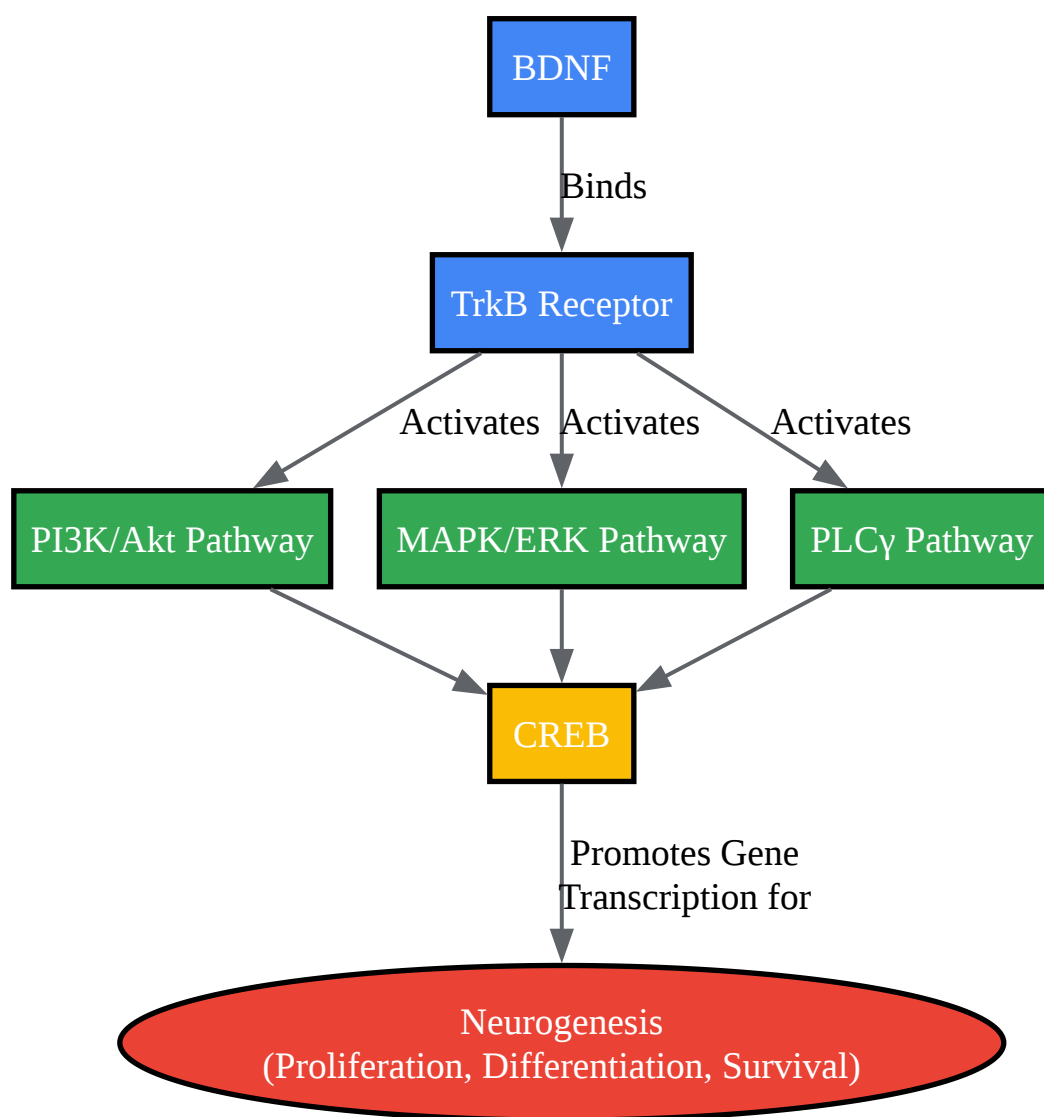 BDNF
Binds
TrkB Receptor
Activates
Activates
Activates
PI3K/Akt Pathway
MAPK/ERK Pathway
PLCγ Pathway
CREB
Promotes Gene
Transcription for
Neurogenesis
(Proliferation, Differentiation, Survival)